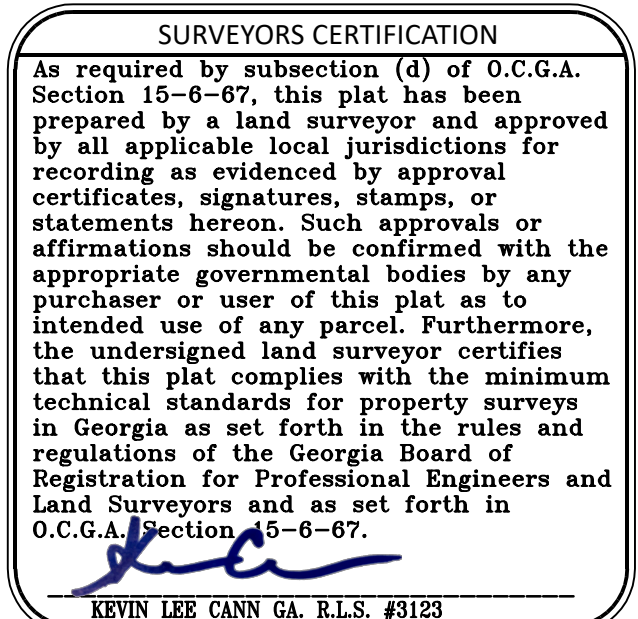 SURVEYORS CERTIFICATION
As required by subsection (d) of O.C.G.A.
Section 15-6-67, this plat has been
prepared by a land surveyor and approved
by all applicable local jurisdictions for
recording as evidenced by approval
certificates, signatures, stamps, or
statements hereon. Such approvals or
affirmations should be confirmed with the
appropriate governmental bodies by any
purchaser or user of this plat as to
intended use of any parcel. Furthermore,
the undersigned land surveyor certifies
that this plat complies with the minimum
technical standards for property surveys
in Georgia as set forth in the rules and
regulations of the Georgia Board of
Registration for Professional Engineers and
Land Surveyors and as set forth in
O.C.G.A. Section 15-6-67.
KEVIN LEE CANN GA. R.L.S. #3123